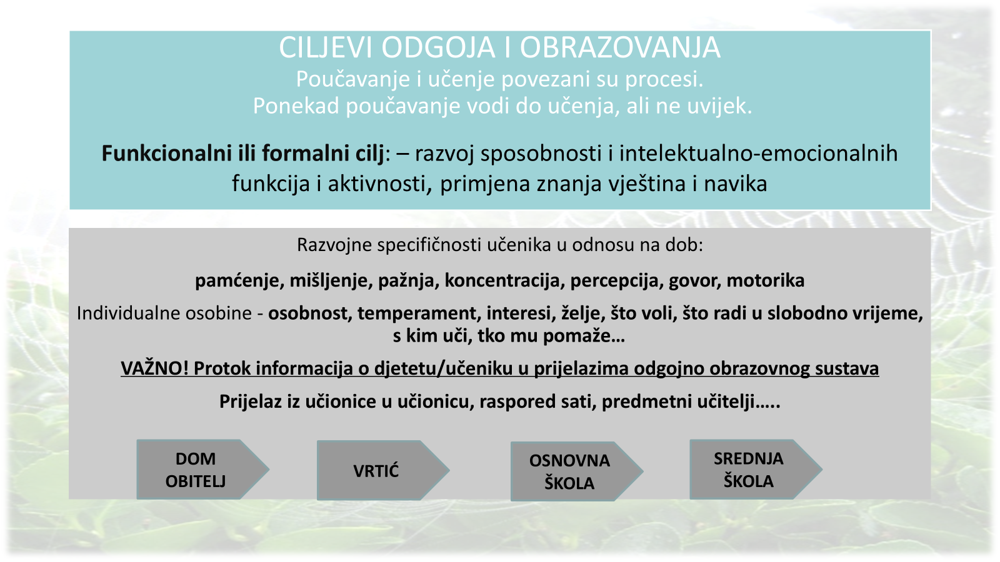 CILJEVI ODGOJA I OBRAZOVANJA
Poučavanje i učenje povezani su procesi.
Ponekad poučavanje vodi do učenja, ali ne uvijek.
Funkcionalni ili formalni cilj: – razvoj sposobnosti i intelektualno-emocionalnih
funkcija i aktivnosti, primjena znanja vještina i navika
Razvojne specifičnosti učenika u odnosu na dob:
pamćenje, mišljenje, pažnja, koncentracija, percepcija, govor, motorika
Individualne osobine - osobnost, temperament, interesi, želje, što voli, što radi u slobodno vrijeme,
s kim uči, tko mu pomaže…
VAŽNO! Protok informacija o djetetu/učeniku u prijelazima odgojno obrazovnog sustava
Prijelaz iz učionice u učionicu, raspored sati, predmetni učitelji…..
DOM
OBITELJ
VRTIĆ
OSNOVNA
ŠKOLA
SREDNJA
ŠKOLA